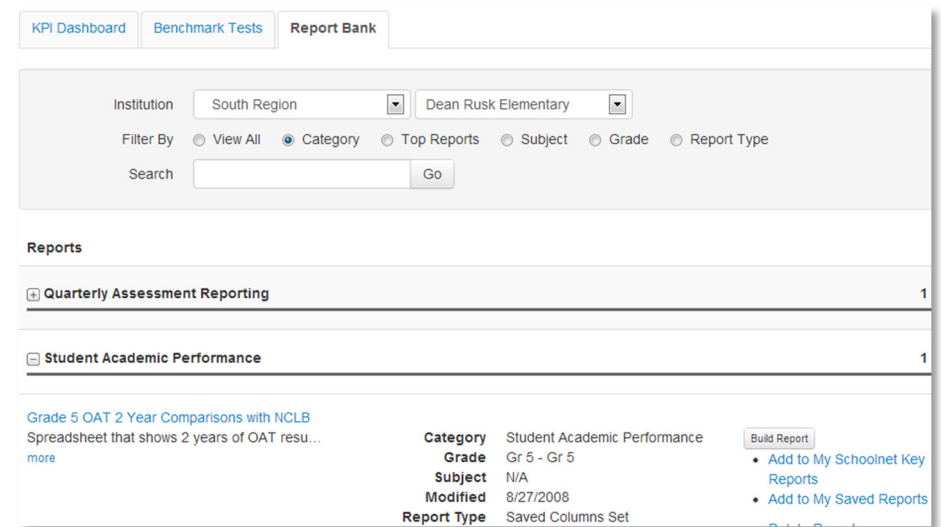 KPI Dashboard Benchmark Tests Report Bank
Institution South Region Dean Rusk Elementary
Filter By View All Category Top Reports Subject Grade Report Type
Search Go
Reports
Quarterly Assessment Reporting 1
Student Academic Performance 1
Grade 5 OAT 2 Year Comparisons with NCLB
Spreadsheet that shows 2 years of OAT resu...
more
Category Student Academic Performance
Grade Gr 5 - Gr 5
Subject N/A
Modified 8/27/2008
Report Type Saved Columns Set
Build Report
• Add to My Schoolnet Key
Reports
• Add to My Saved Reports